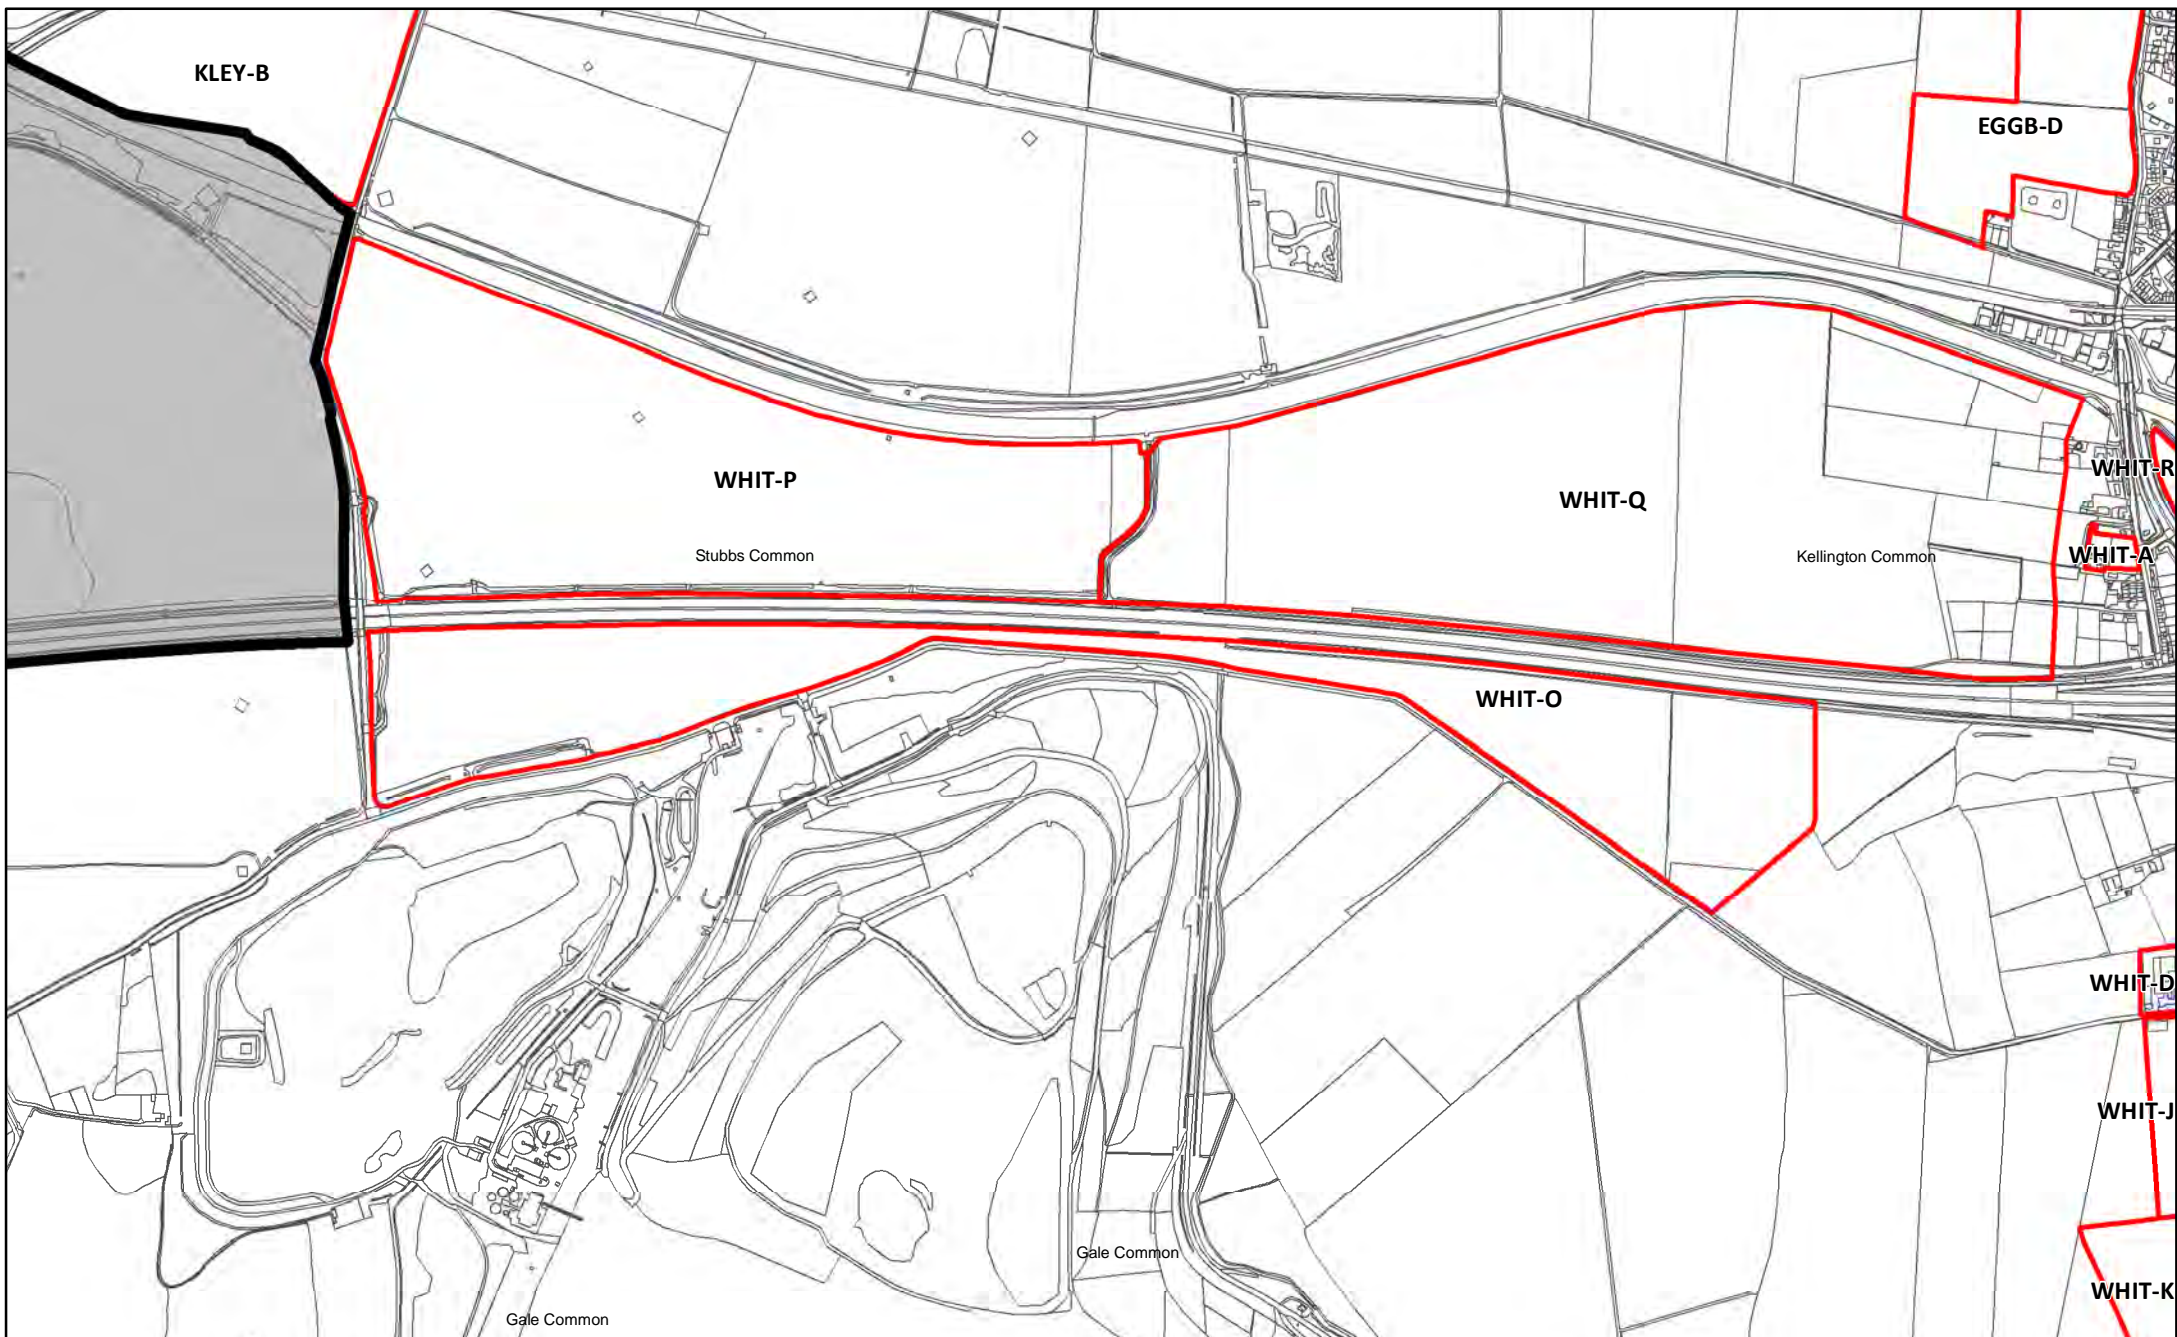 KLEY-B
EGGB-D
WHIT-R
WHIT-P
WHIT-Q
Stubbs Common
Kellington Common
WHIT-A
WHIT-O
WHIT-D
WHIT-J
Gale Common
WHIT-K
Gale Common